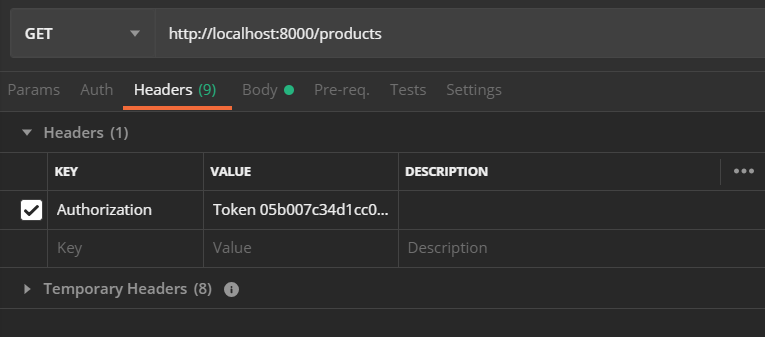 GET http://localhost:8000/products
Params Auth Headers (9) Body Pre-req. Tests Settings
Headers (1)
KEY VALUE DESCRIPTION
Authorization Token 05b007c34d1cc0...
Key Value Description
Temporary Headers (8)